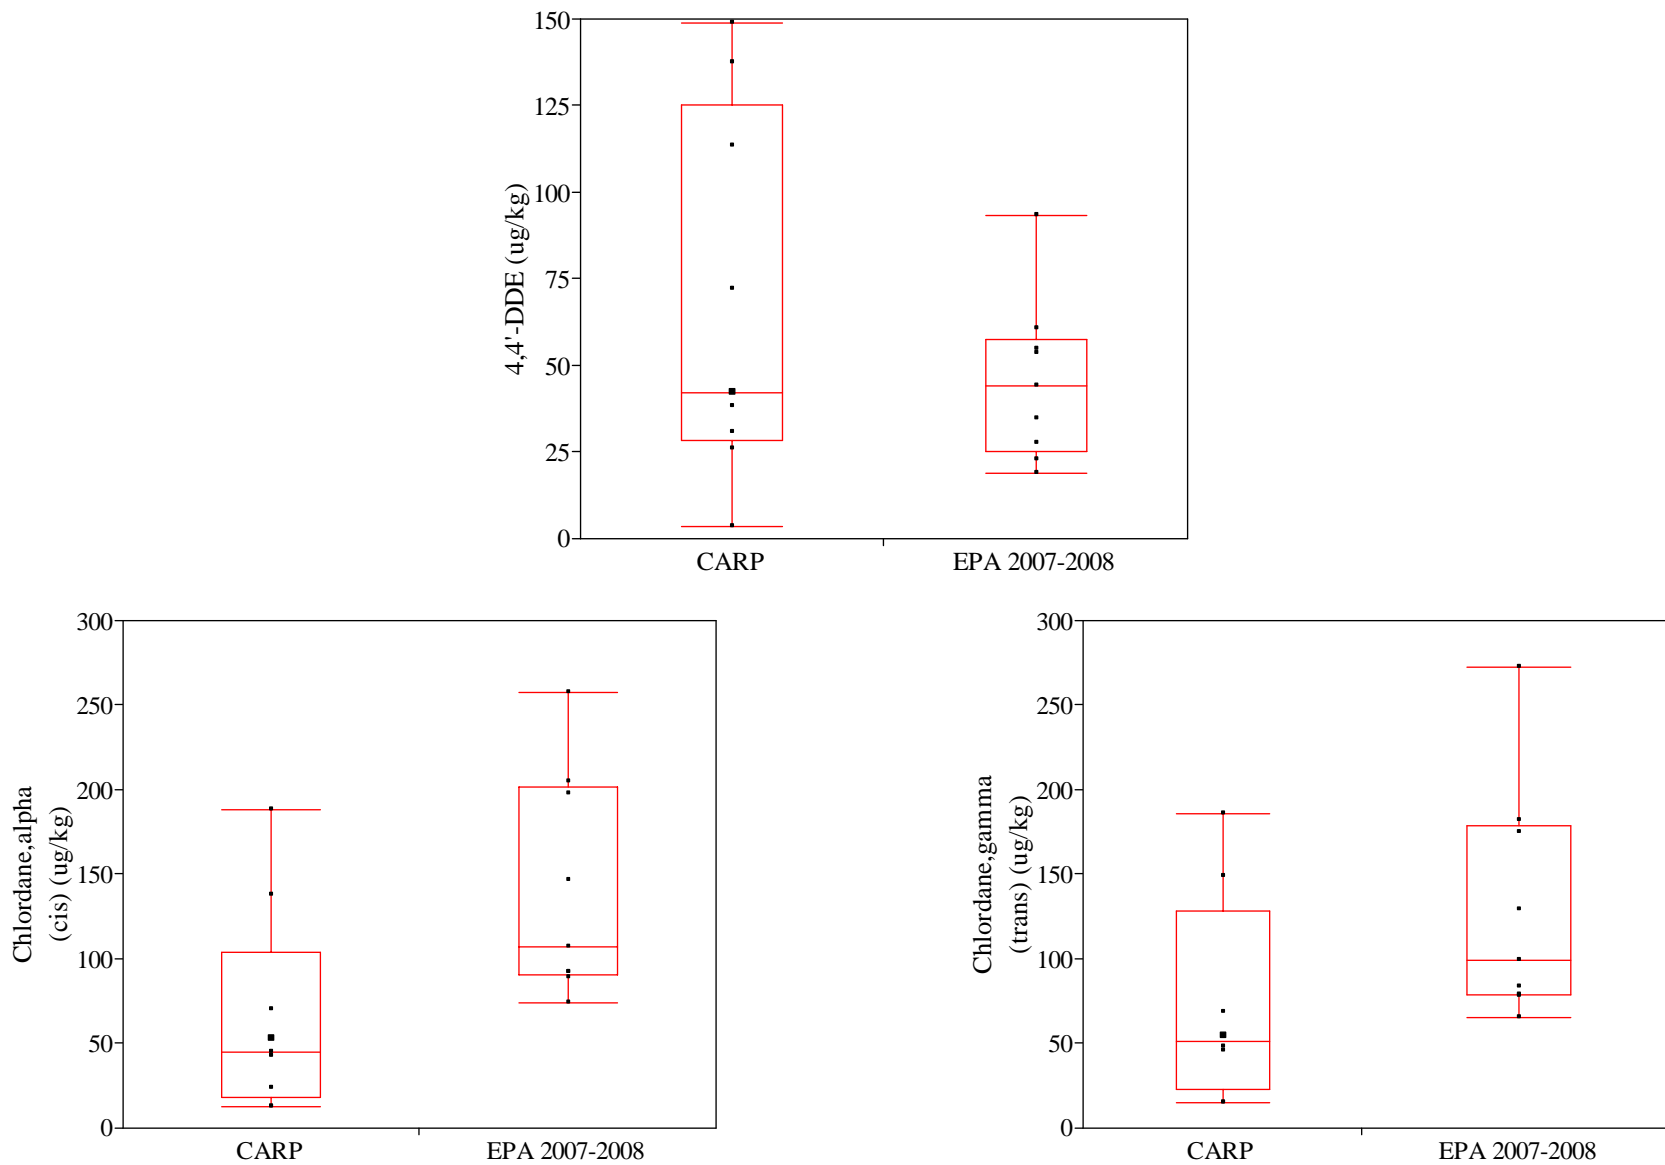 150
125
100
75
50
25
0
4,4'-DDE (ug/kg)
CARP
EPA 2007-2008
300
250
200
150
100
50
0
Chlordane,alpha
(cis) (ug/kg)
CARP
EPA 2007-2008
300
250
200
150
100
50
0
Chlordane,gamma
(trans) (ug/kg)
CARP
EPA 2007-2008